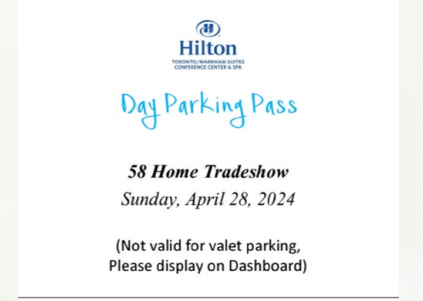 Hilton
TORONTO/MARKHAM SUITES
CONFERENCE CENTER & SPA
Day Parking Pass
58 Home Tradeshow
Sunday, April 28, 2024
(Not valid for valet parking,
Please display on Dashboard)